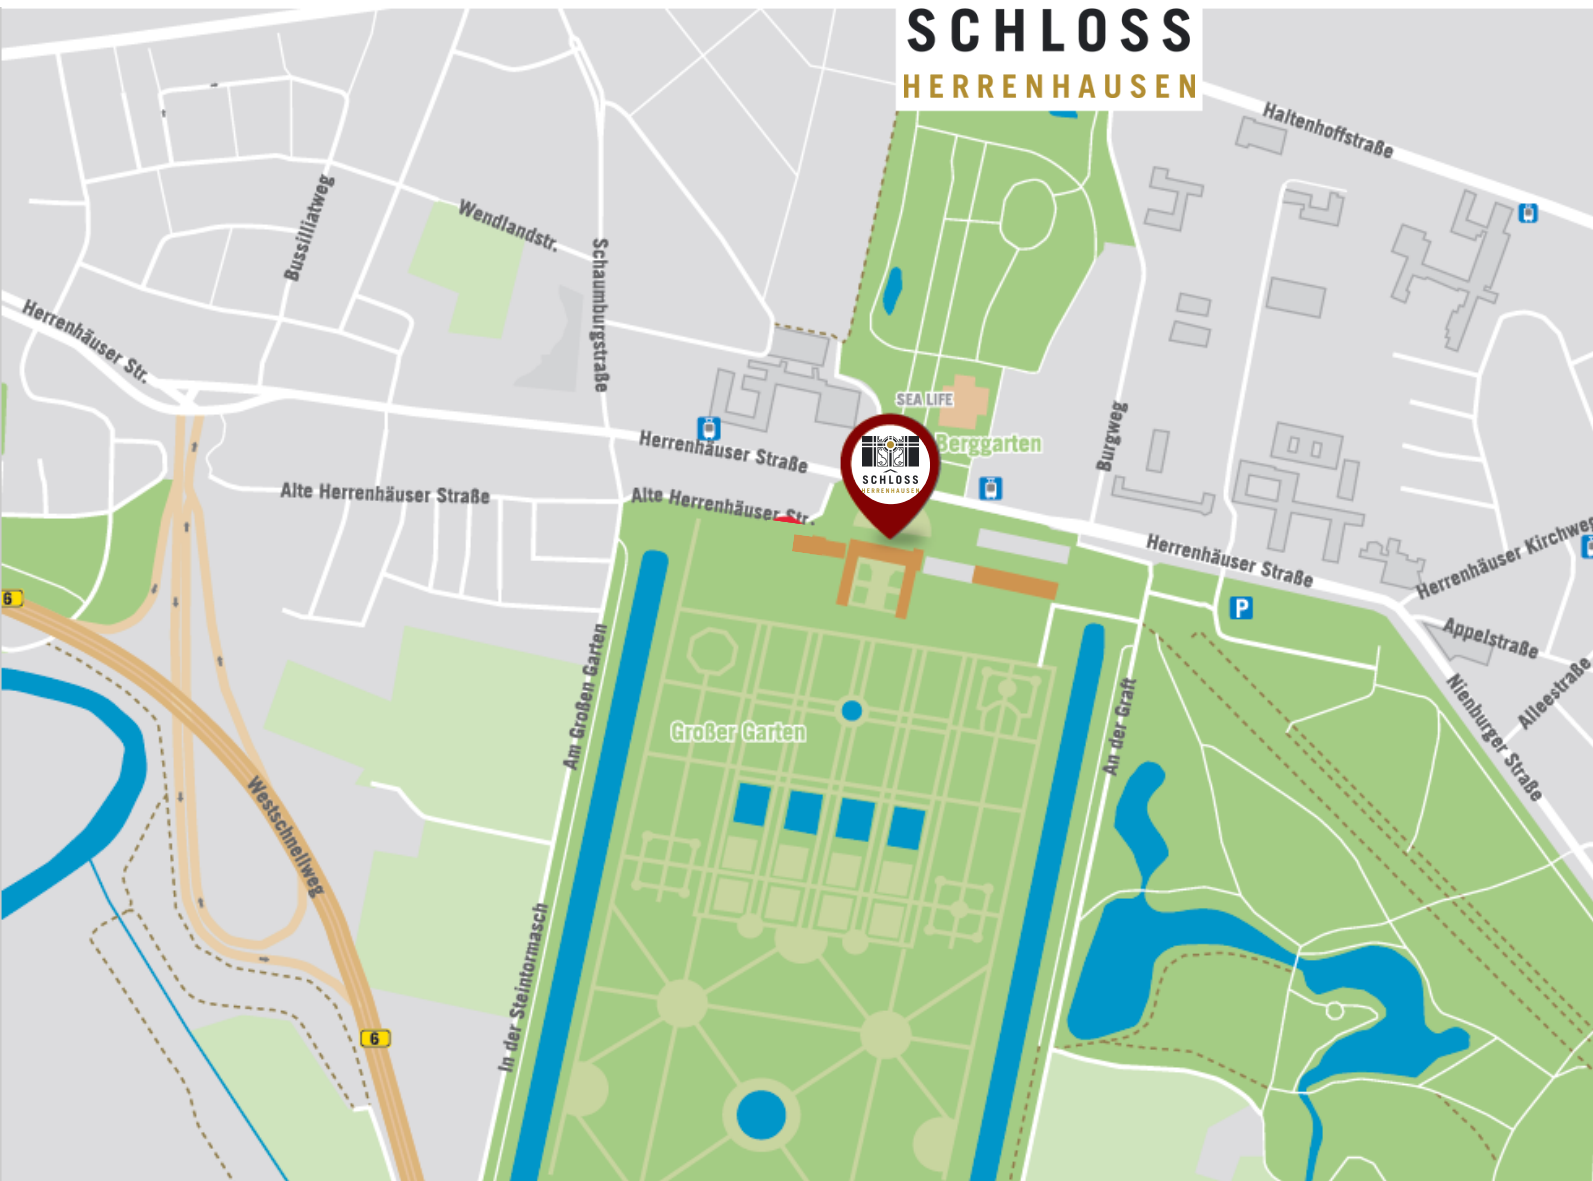 SCHLOSS
HERRENHAUSEN
Haltenhoffstraße
Wendlandstr.
Bussilliatweg
Schaumburgstraße
Herrenhäuser Str.
SEA LIFE
Burgweg
Berggarten
Herrenhäuser Straße
SCHLOSS
HERRENHAUSEN
Alte Herrenhäuser Straße
Alte Herrenhäuser Str.
Herrenhäuser Straße
Herrenhäuser Kirchweg
6
P
Appelstraße
Am Großen Garten
An der Graft
Nienburger Straße
Alleestraße
Großer Garten
Westschnellweg
In der Steintormasch
6